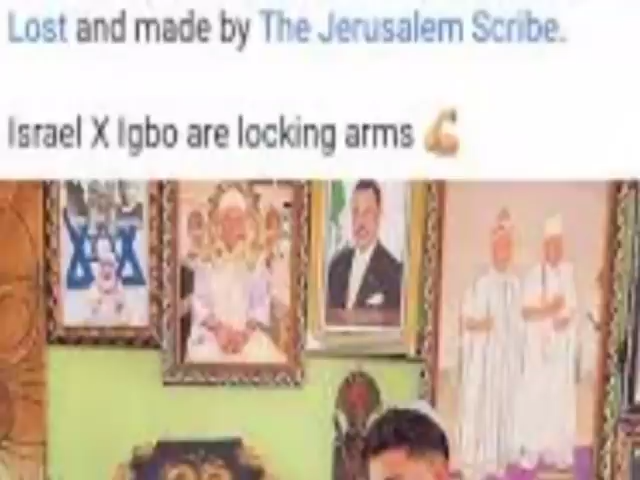 Lost and made by The Jerusalem Scribe.
Israel X Igbo are locking arms 💪